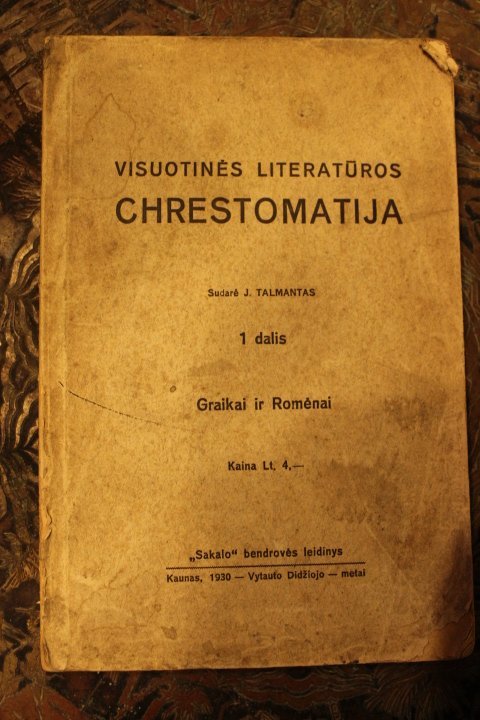 VISUOTINĖS LITERATŪROS
CHRESTOMATIJA
Sudarė J. TALMANTAS
1 dalis
Graikai ir Romėnai
Kaina Lt. 4,—
„Sakalo“ bendrovės leidinys
Kaunas, 1930 — Vytauto Didžiojo — metai